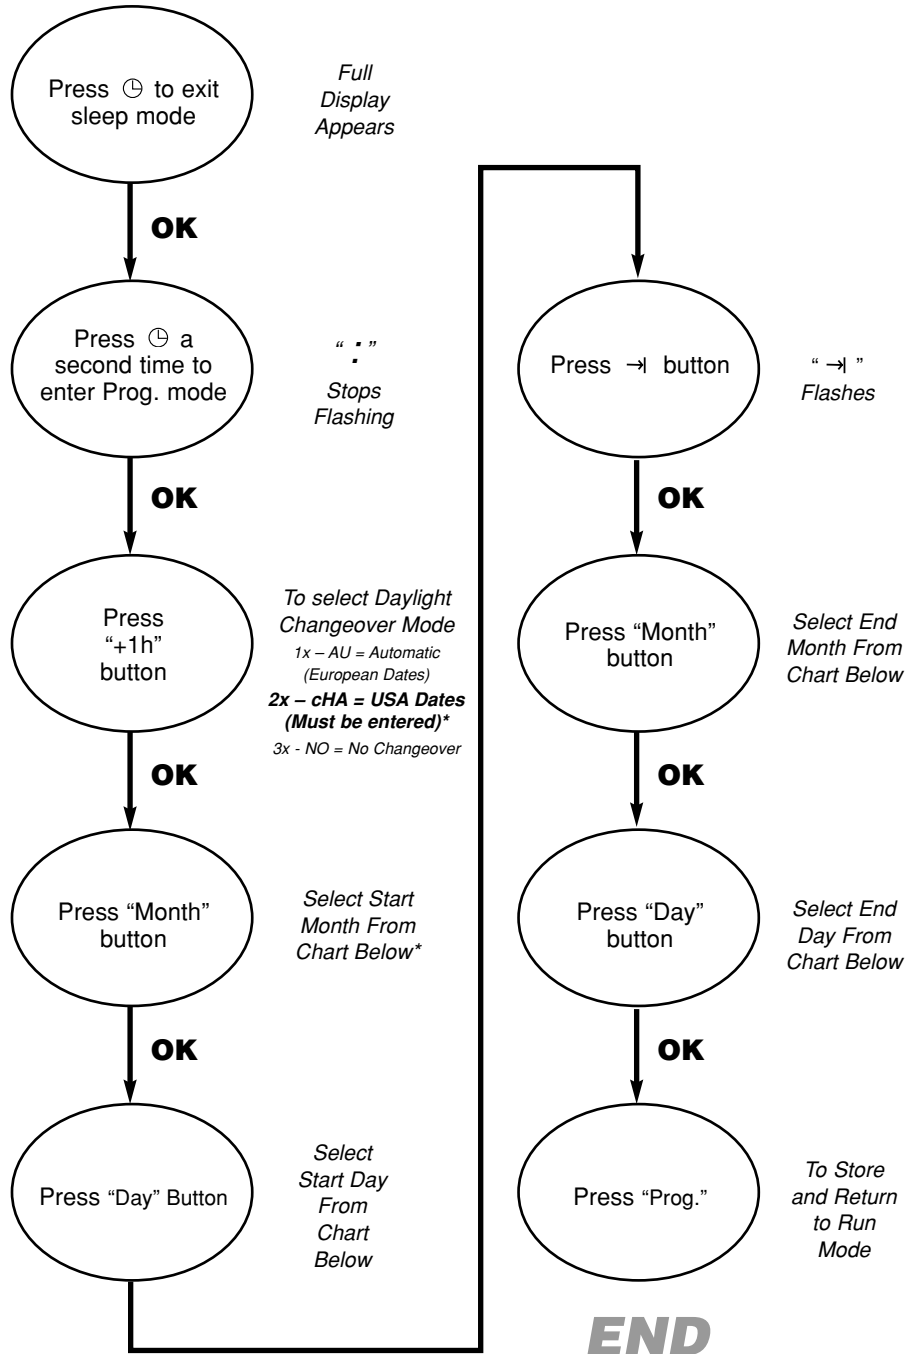 Press to exit
sleep mode
Full
Display
Appears
OK
Press a
second time to
enter Prog. mode
“ : ”
Stops
Flashing
OK
Press
“+1h”
button
To select Daylight
Changeover Mode
1x – AU = Automatic
(European Dates)
2x – cHA = USA Dates
(Must be entered)*
3x - NO = No Changeover
OK
Press “Month”
button
Select Start
Month From
Chart Below*
OK
Press “Day” Button
Select
Start Day
From
Chart
Below
Press →| button
“ →| ”
Flashes
OK
Press “Month”
button
Select End
Month From
Chart Below
OK
Press “Day”
button
Select End
Day From
Chart Below
OK
Press “Prog.”
To Store
and Return
to Run
Mode
END